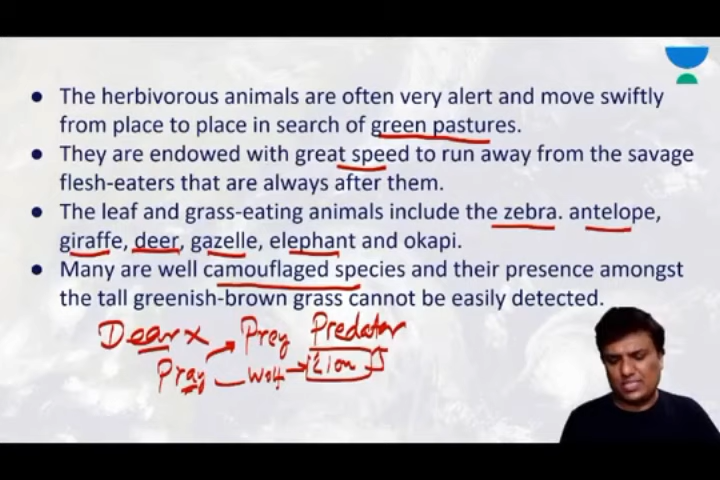 ● The herbivorous animals are often very alert and move swiftly
from place to place in search of green pastures.
● They are endowed with great speed to run away from the savage
flesh-eaters that are always after them.
● The leaf and grass-eating animals include the zebra. antelope,
giraffe, deer, gazelle, elephant and okapi.
● Many are well camouflaged species and their presence amongst
the tall greenish-brown grass cannot be easily detected.
Dear x Prey Predator
Pray Wolf Lion